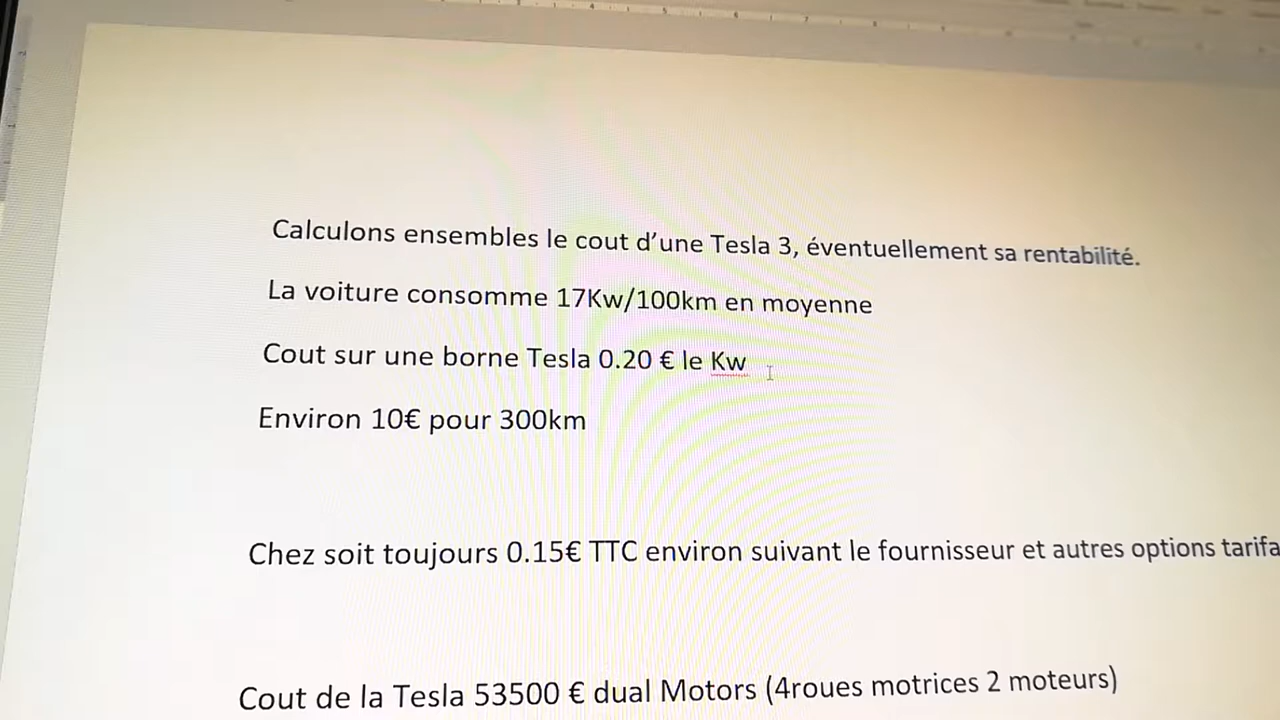 Calculons ensembles le cout d’une Tesla 3, éventuellement sa rentabilité.
La voiture consomme 17Kw/100km en moyenne
Cout sur une borne Tesla 0.20 € le Kw
Environ 10€ pour 300km
Chez soit toujours 0.15€ TTC environ suivant le fournisseur et autres options tarifa
Cout de la Tesla 53500 € dual Motors (4roues motrices 2 moteurs)